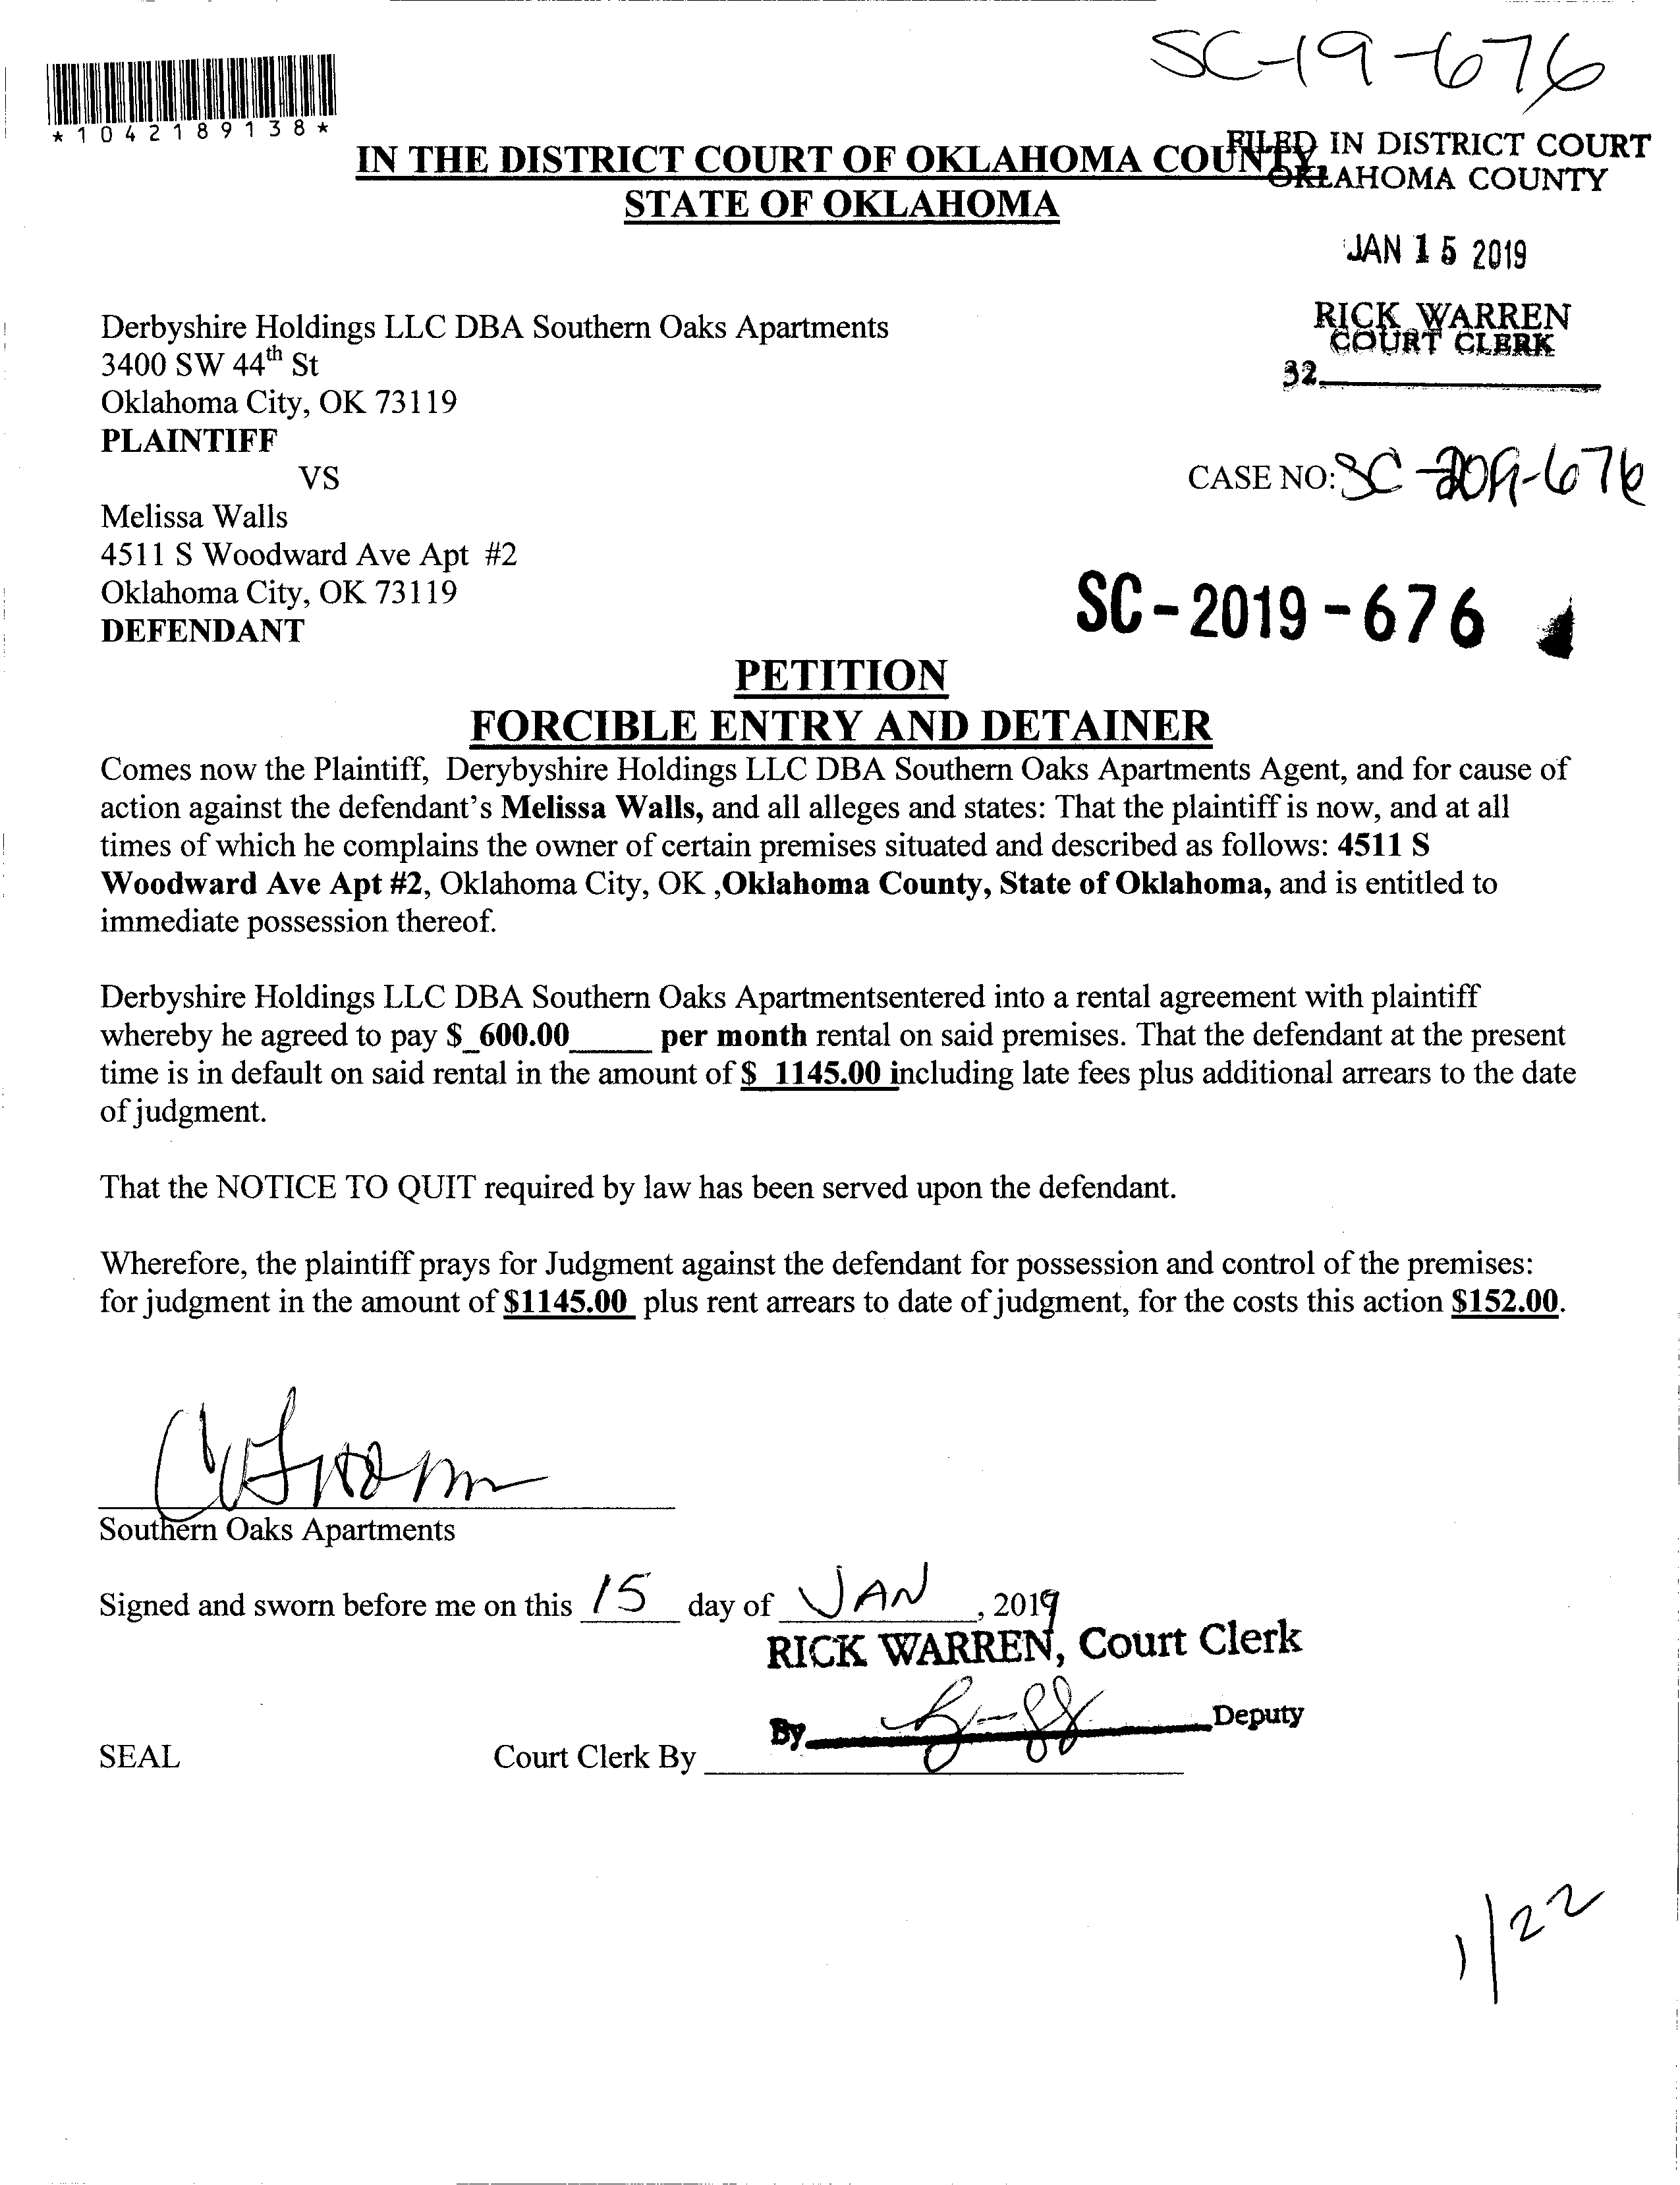 SC-19-676
*1042189138*
IN THE DISTRICT COURT OF OKLAHOMA COUNTY
STATE OF OKLAHOMA
FILED IN DISTRICT COURT
OKLAHOMA COUNTY
JAN 15 2019
RICK WARREN
COURT CLERK
32
Derbyshire Holdings LLC DBA Southern Oaks Apartments
3400 SW 44th St
Oklahoma City, OK 73119
PLAINTIFF
VS
CASE NO: SC-2019-676
Melissa Walls
4511 S Woodward Ave Apt #2
Oklahoma City, OK 73119
DEFENDANT
SC-2019-676
PETITION
FORCIBLE ENTRY AND DETAINER
Comes now the Plaintiff, Derybyshire Holdings LLC DBA Southern Oaks Apartments Agent, and for cause of
action against the defendant's Melissa Walls, and all alleges and states: That the plaintiff is now, and at all
times of which he complains the owner of certain premises situated and described as follows: 4511 S
Woodward Ave Apt #2, Oklahoma City, OK ,Oklahoma County, State of Oklahoma, and is entitled to
immediate possession thereof.
Derbyshire Holdings LLC DBA Southern Oaks Apartmentsentered into a rental agreement with plaintiff
whereby he agreed to pay $_600.00_____ per month rental on said premises. That the defendant at the present
time is in default on said rental in the amount of $ 1145.00 including late fees plus additional arrears to the date
of judgment.
That the NOTICE TO QUIT required by law has been served upon the defendant.
Wherefore, the plaintiff prays for Judgment against the defendant for possession and control of the premises:
for judgment in the amount of $1145.00 plus rent arrears to date of judgment, for the costs this action $152.00.
Southern Oaks Apartments
Signed and sworn before me on this 15 day of JAN, 2019
RICK WARREN, Court Clerk
By Deputy
SEAL Court Clerk By
1/22